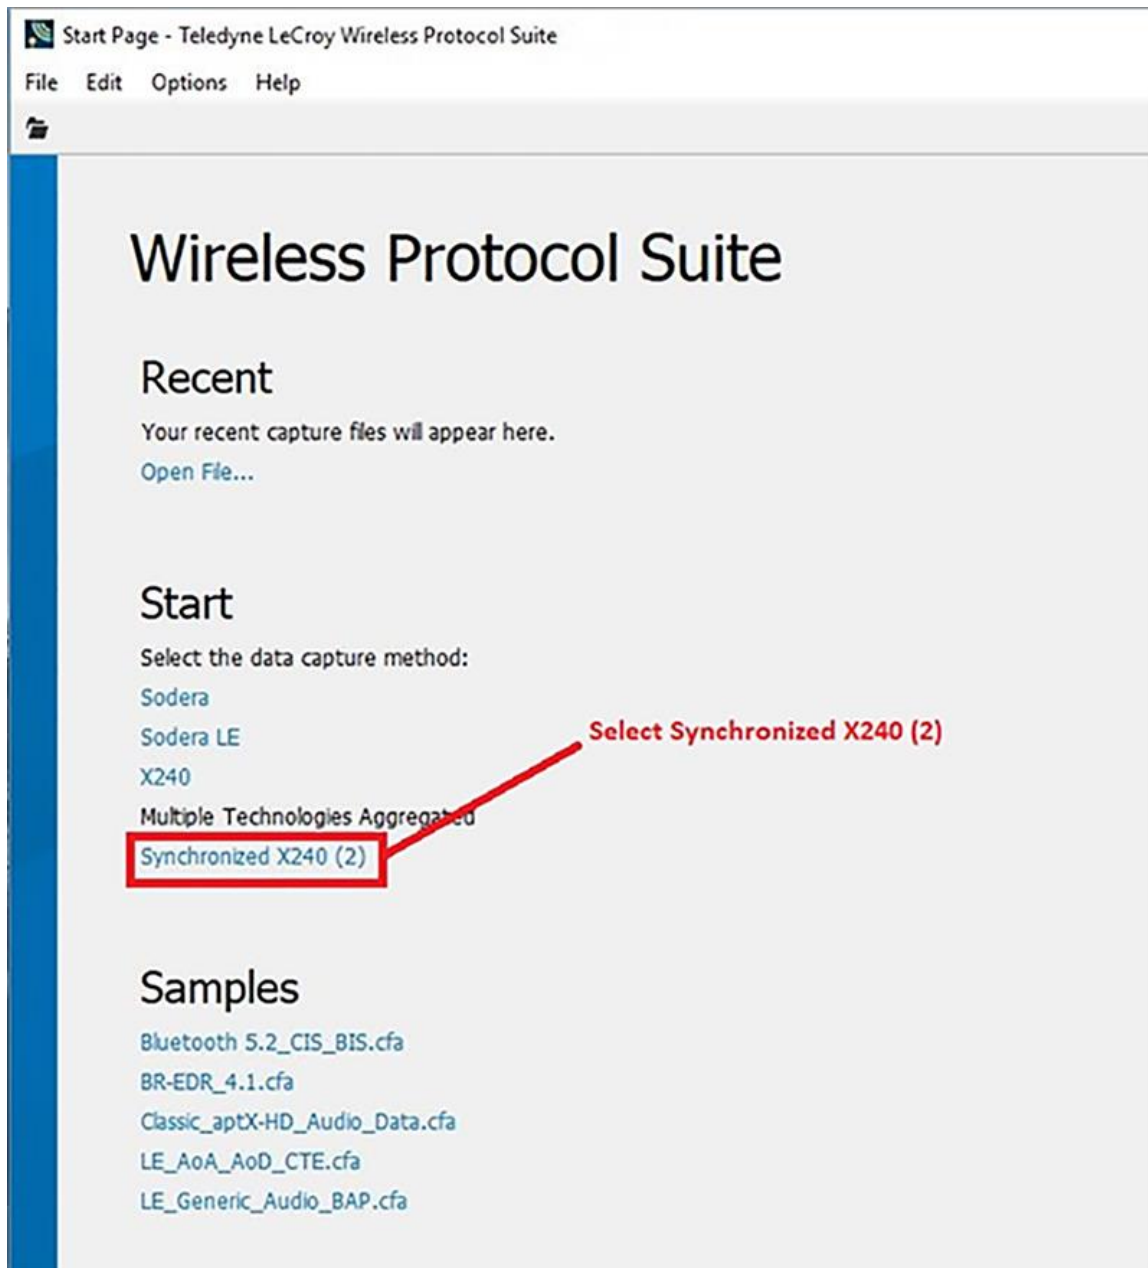 Start Page - Teledyne LeCroy Wireless Protocol Suite
File Edit Options Help
Wireless Protocol Suite
Recent
Your recent capture files will appear here.
Open File...
Start
Select the data capture method:
Sodera
Sodera LE
Select Synchronized X240 (2)
X240
Multiple Technologies Aggregated
Synchronized X240 (2)
Samples
Bluetooth 5.2_CIS_BIS.cfa
BR-EDR_4.1.cfa
Classic_aptX-HD_Audio_Data.cfa
LE_AoA_AoD_CTE.cfa
LE_Generic_Audio_BAP.cfa